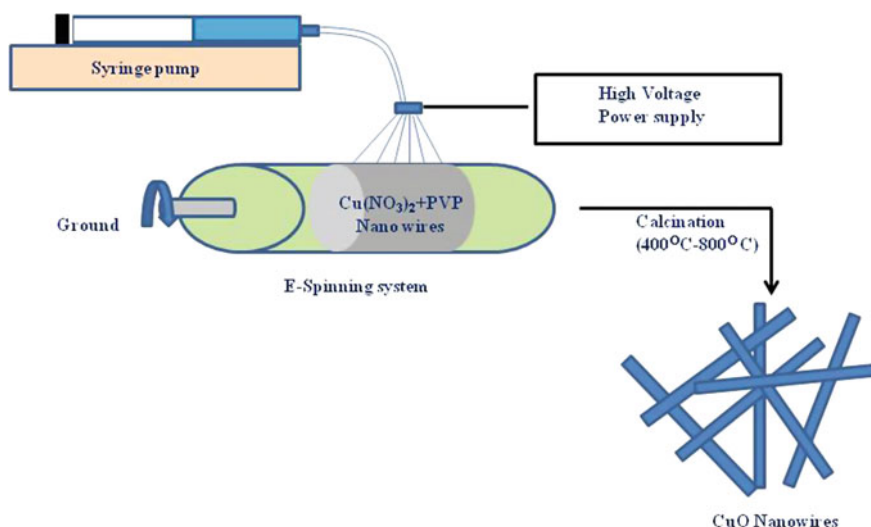 Syringe pump
High Voltage
Power supply
Cu(NO₃)₂+PVP
Nano wires
Ground
Calcination
(400°C-800°C)
E-Spinning system
CuO Nanowires